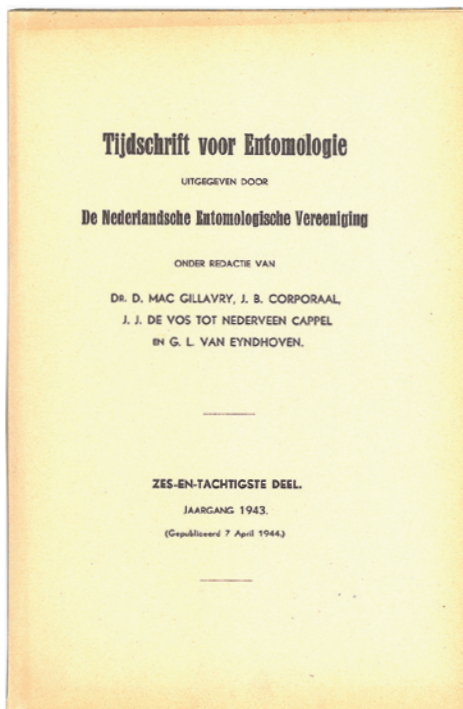 Tijdschrift voor Entomologie
UITGEGEVEN DOOR
De Nederlandsche Entomologische Vereeniging
ONDER REDACTIE VAN
DR. D. MAC GILLAVRY, J. B. CORPORAAL,
J. J. DE VOS TOT NEDERVEEN CAPPEL
EN G. L. VAN EYNDHOVEN.
ZES-EN-TACHTIGSTE DEEL.
JAARGANG 1943.
(Gepubliceerd 7 April 1944.)